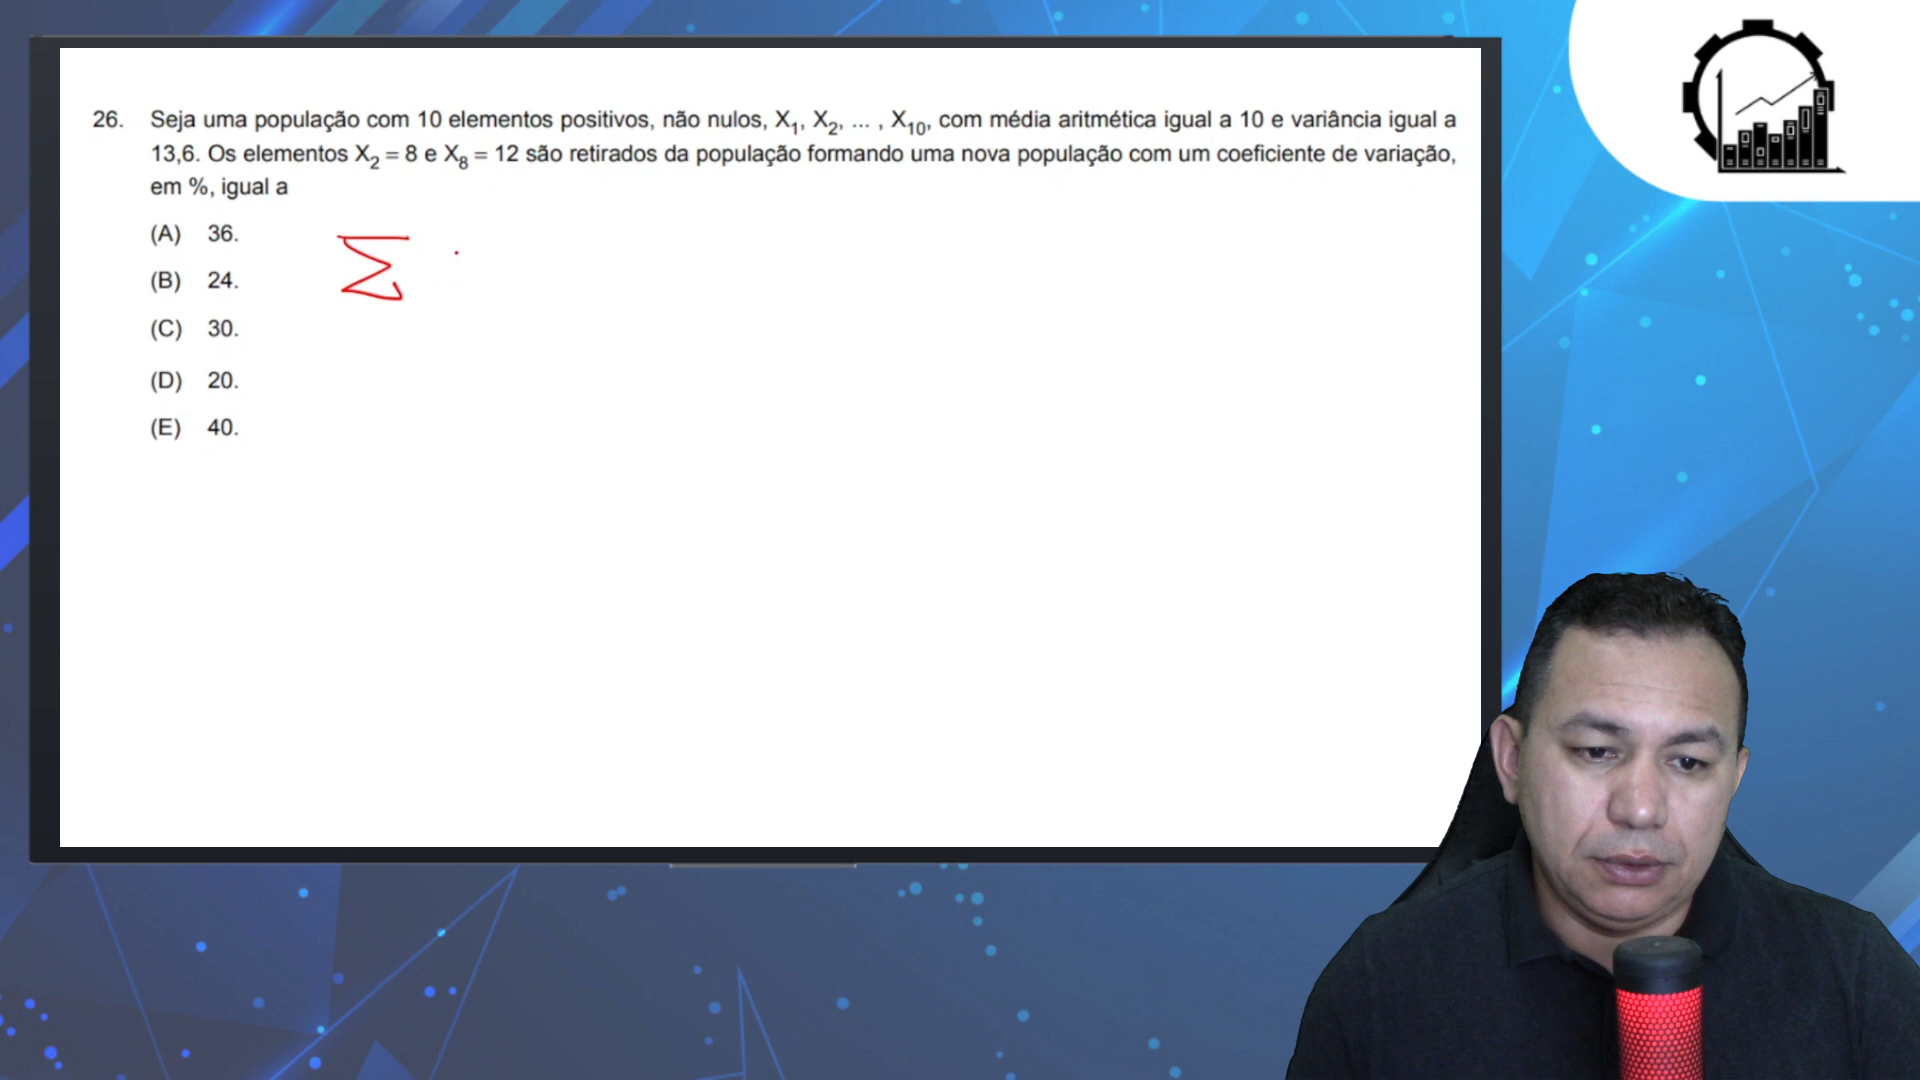 26. Seja uma população com 10 elementos positivos, não nulos, X₁, X₂, ... , X₁₀, com média aritmética igual a 10 e variância igual a
13,6. Os elementos X₂ = 8 e X₈ = 12 são retirados da população formando uma nova população com um coeficiente de variação,
em %, igual a
(A) 36.
(B) 24.
(C) 30.
(D) 20.
(E) 40.
Σ